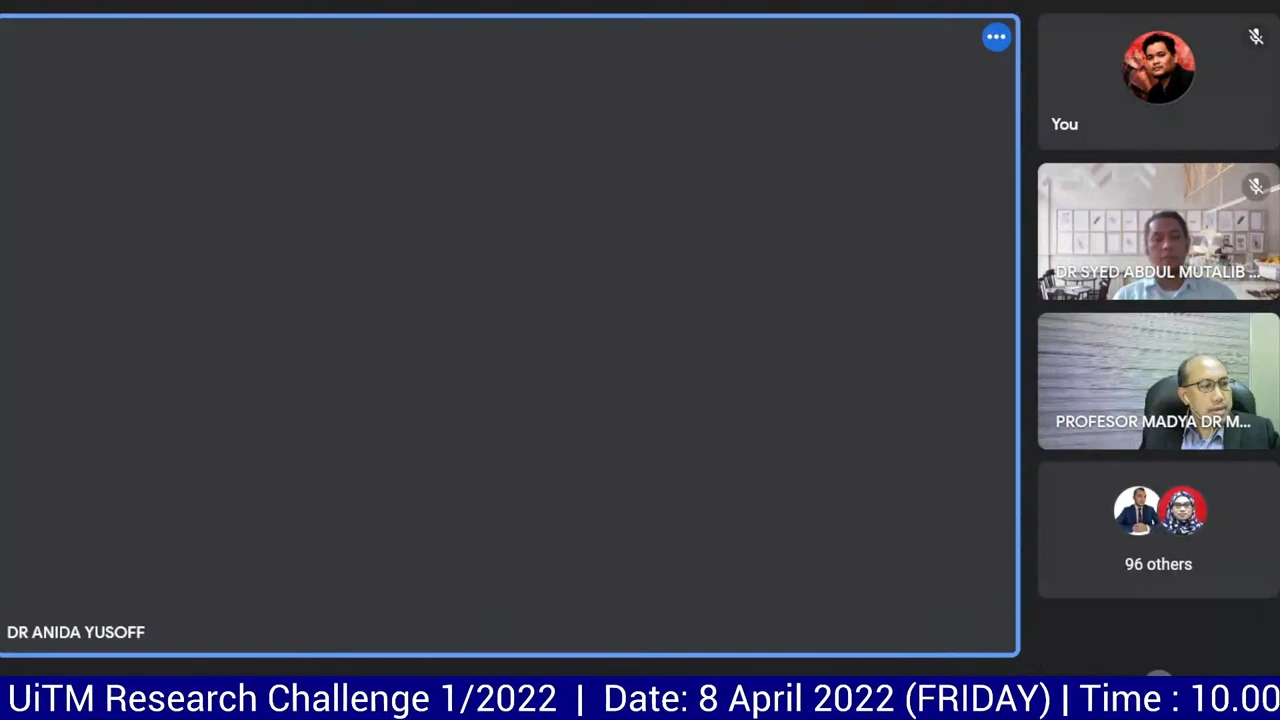 You
DR SYED ABDUL MUTALIB ...
PROFESOR MADYA DR M...
96 others
DR ANIDA YUSOFF
UiTM Research Challenge 1/2022 | Date: 8 April 2022 (FRIDAY) | Time : 10.00